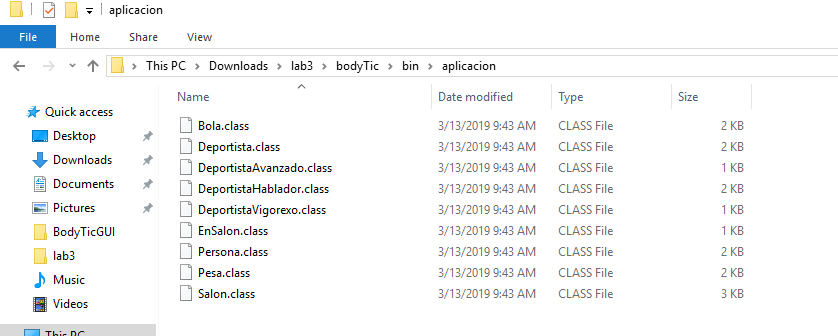 aplicacion
File Home Share View
This PC Downloads lab3 bodyTic bin aplicacion
Name Date modified Type Size
Quick access
Desktop
Downloads
Documents
Pictures
BodyTicGUI
lab3
Music
Videos
This PC
Bola.class 3/13/2019 9:43 AM CLASS File 2 KB
Deportista.class 3/13/2019 9:43 AM CLASS File 2 KB
DeportistaAvanzado.class 3/13/2019 9:43 AM CLASS File 1 KB
DeportistaHablador.class 3/13/2019 9:43 AM CLASS File 2 KB
DeportistaVigorexo.class 3/13/2019 9:43 AM CLASS File 1 KB
EnSalon.class 3/13/2019 9:43 AM CLASS File 1 KB
Persona.class 3/13/2019 9:43 AM CLASS File 2 KB
Pesa.class 3/13/2019 9:43 AM CLASS File 2 KB
Salon.class 3/13/2019 9:43 AM CLASS File 3 KB